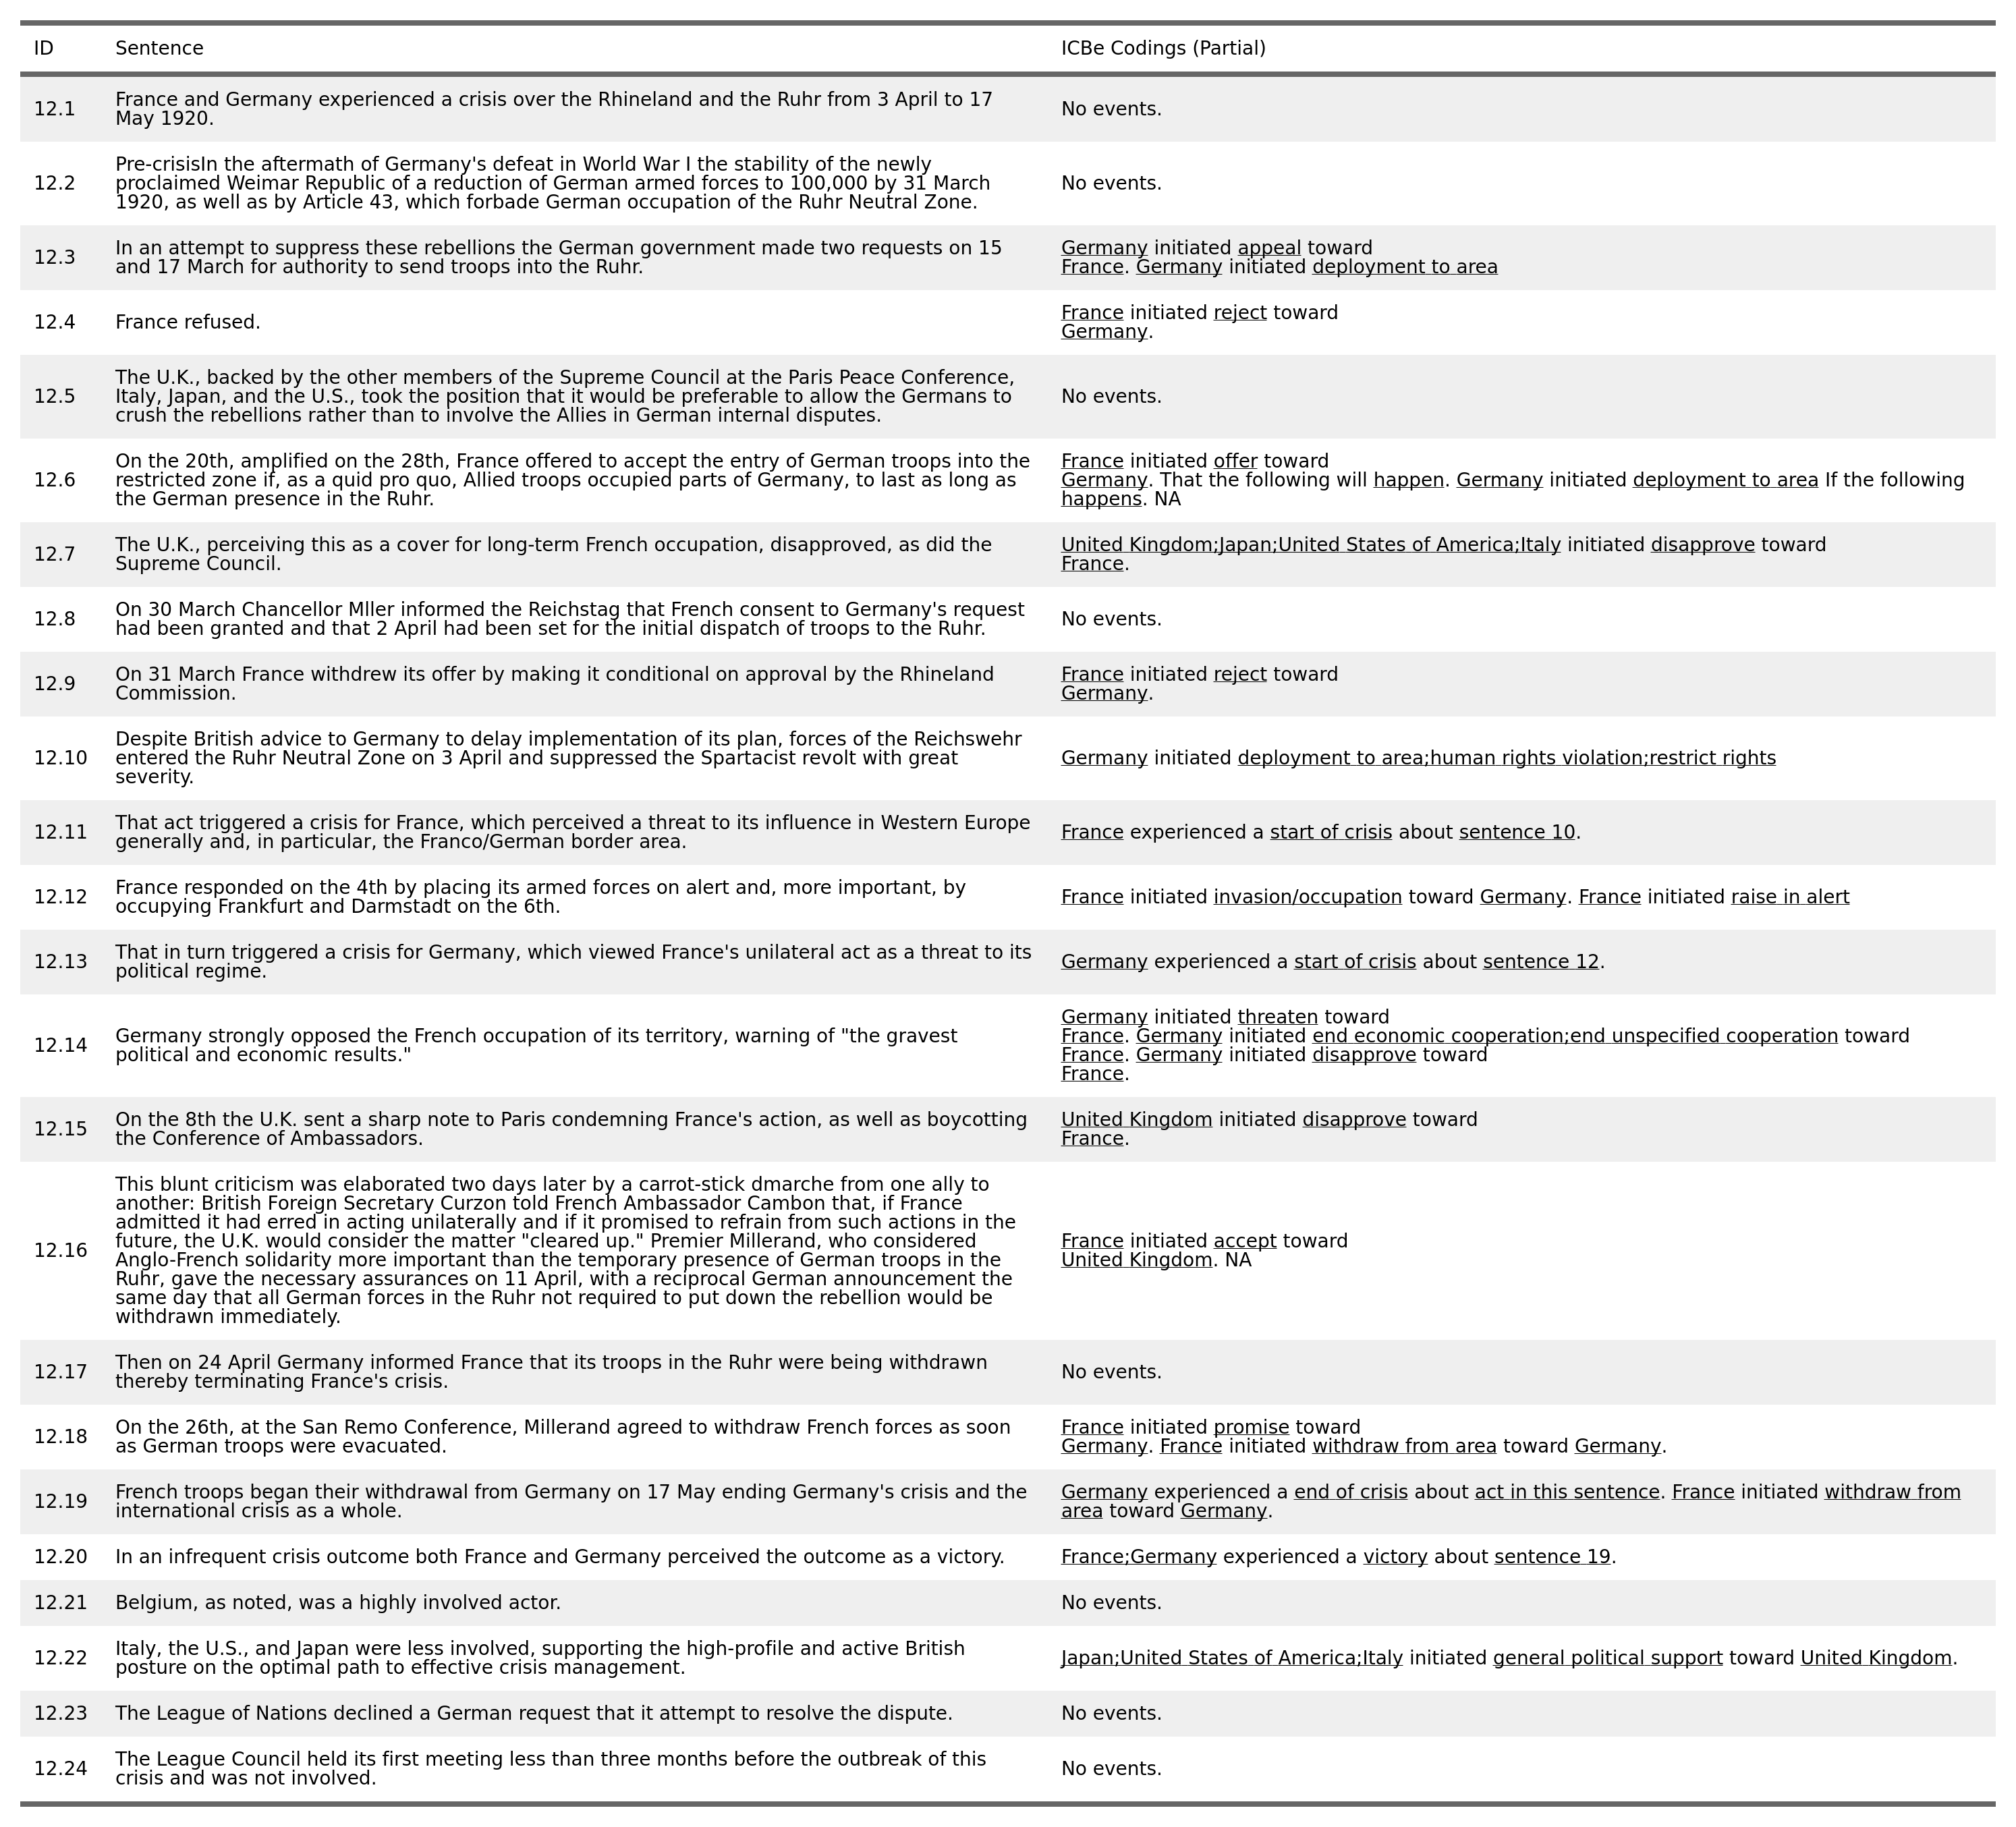 ID Sentence ICBe Codings (Partial)
12.1 France and Germany experienced a crisis over the Rhineland and the Ruhr from 3 April to 17
May 1920.
No events.
12.2 Pre-crisisIn the aftermath of Germany's defeat in World War I the stability of the newly
proclaimed Weimar Republic of a reduction of German armed forces to 100,000 by 31 March
1920, as well as by Article 43, which forbade German occupation of the Ruhr Neutral Zone.
No events.
12.3 In an attempt to suppress these rebellions the German government made two requests on 15
and 17 March for authority to send troops into the Ruhr.
Germany initiated appeal toward
France. Germany initiated deployment to area
12.4 France refused.
France initiated reject toward
Germany.
12.5 The U.K., backed by the other members of the Supreme Council at the Paris Peace Conference,
Italy, Japan, and the U.S., took the position that it would be preferable to allow the Germans to
crush the rebellions rather than to involve the Allies in German internal disputes.
No events.
12.6 On the 20th, amplified on the 28th, France offered to accept the entry of German troops into the
restricted zone if, as a quid pro quo, Allied troops occupied parts of Germany, to last as long as
the German presence in the Ruhr.
France initiated offer toward
Germany. That the following will happen. Germany initiated deployment to area If the following
happens. NA
12.7 The U.K., perceiving this as a cover for long-term French occupation, disapproved, as did the
Supreme Council.
United Kingdom;Japan;United States of America;Italy initiated disapprove toward
France.
12.8 On 30 March Chancellor Mller informed the Reichstag that French consent to Germany's request
had been granted and that 2 April had been set for the initial dispatch of troops to the Ruhr.
No events.
12.9 On 31 March France withdrew its offer by making it conditional on approval by the Rhineland
Commission.
France initiated reject toward
Germany.
12.10 Despite British advice to Germany to delay implementation of its plan, forces of the Reichswehr
entered the Ruhr Neutral Zone on 3 April and suppressed the Spartacist revolt with great
severity.
Germany initiated deployment to area;human rights violation;restrict rights
12.11 That act triggered a crisis for France, which perceived a threat to its influence in Western Europe
generally and, in particular, the Franco/German border area.
France experienced a start of crisis about sentence 10.
12.12 France responded on the 4th by placing its armed forces on alert and, more important, by
occupying Frankfurt and Darmstadt on the 6th.
France initiated invasion/occupation toward Germany. France initiated raise in alert
12.13 That in turn triggered a crisis for Germany, which viewed France's unilateral act as a threat to its
political regime.
Germany experienced a start of crisis about sentence 12.
12.14 Germany strongly opposed the French occupation of its territory, warning of "the gravest
political and economic results."
Germany initiated threaten toward
France. Germany initiated end economic cooperation;end unspecified cooperation toward
France. Germany initiated disapprove toward
France.
12.15 On the 8th the U.K. sent a sharp note to Paris condemning France's action, as well as boycotting
the Conference of Ambassadors.
United Kingdom initiated disapprove toward
France.
12.16 This blunt criticism was elaborated two days later by a carrot-stick dmarche from one ally to
another: British Foreign Secretary Curzon told French Ambassador Cambon that, if France
admitted it had erred in acting unilaterally and if it promised to refrain from such actions in the
future, the U.K. would consider the matter "cleared up." Premier Millerand, who considered
Anglo-French solidarity more important than the temporary presence of German troops in the
Ruhr, gave the necessary assurances on 11 April, with a reciprocal German announcement the
same day that all German forces in the Ruhr not required to put down the rebellion would be
withdrawn immediately.
France initiated accept toward
United Kingdom. NA
12.17 Then on 24 April Germany informed France that its troops in the Ruhr were being withdrawn
thereby terminating France's crisis.
No events.
12.18 On the 26th, at the San Remo Conference, Millerand agreed to withdraw French forces as soon
as German troops were evacuated.
France initiated promise toward
Germany. France initiated withdraw from area toward Germany.
12.19 French troops began their withdrawal from Germany on 17 May ending Germany's crisis and the
international crisis as a whole.
Germany experienced a end of crisis about act in this sentence. France initiated withdraw from
area toward Germany.
12.20 In an infrequent crisis outcome both France and Germany perceived the outcome as a victory.
France;Germany experienced a victory about sentence 19.
12.21 Belgium, as noted, was a highly involved actor.
No events.
12.22 Italy, the U.S., and Japan were less involved, supporting the high-profile and active British
posture on the optimal path to effective crisis management.
Japan;United States of America;Italy initiated general political support toward United Kingdom.
12.23 The League of Nations declined a German request that it attempt to resolve the dispute.
No events.
12.24 The League Council held its first meeting less than three months before the outbreak of this
crisis and was not involved.
No events.